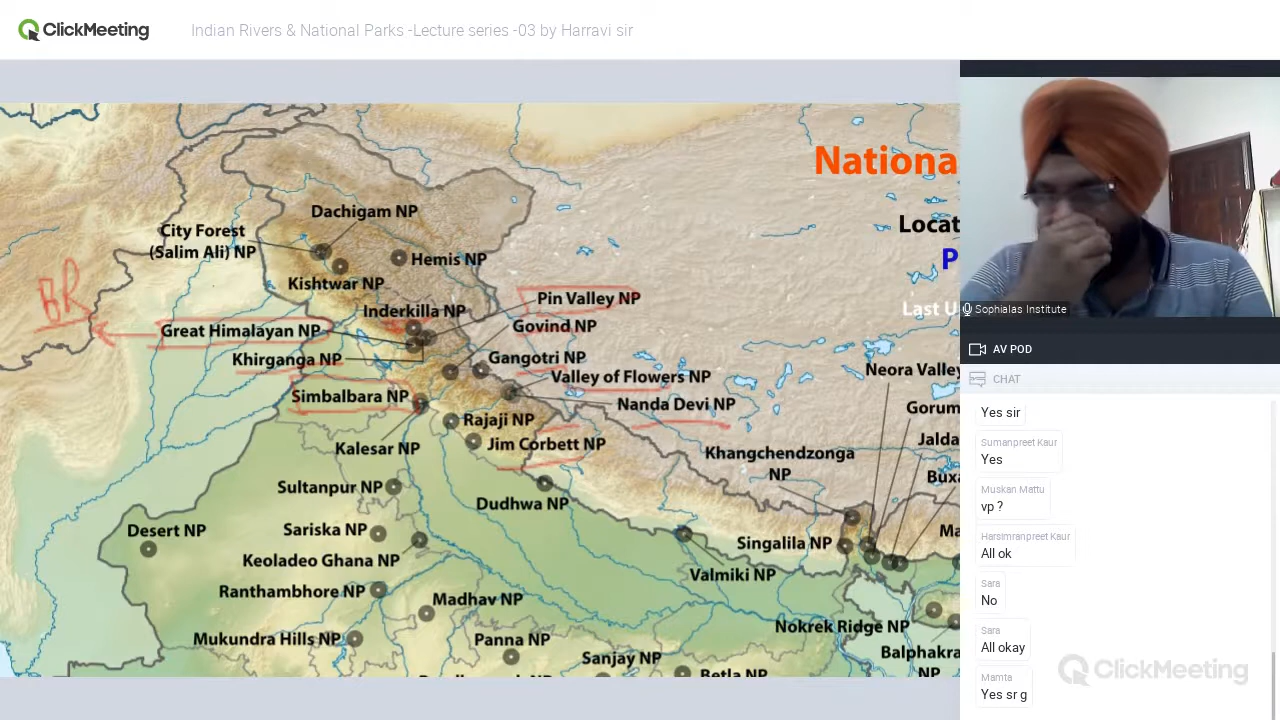 ClickMeeting
Indian Rivers & National Parks -Lecture series -03 by Harravi sir
Nationa
Locat
P
Last U
Dachigam NP
City Forest
(Salim Ali) NP
Hemis NP
Kishtwar NP
BR
Inderkilla NP
Pin Valley NP
Great Himalayan NP
Govind NP
Khirganga NP
Gangotri NP
Valley of Flowers NP
Simbalbara NP
Nanda Devi NP
Rajaji NP
Kalesar NP
Jim Corbett NP
Khangchendzonga
NP
Neora Valley
Gorum
Jalda
Buxa
Sultanpur NP
Dudhwa NP
Desert NP
Sariska NP
Singalila NP
Ma
Keoladeo Ghana NP
Valmiki NP
Ranthambhore NP
Madhav NP
Nokrek Ridge NP
Mukundra Hills NP
Panna NP
Sanjay NP
Balphakra
NP
Betla NP
Sophialas Institute
AV POD
CHAT
Yes sir
Sumanpreet Kaur
Yes
Muskan Mattu
vp ?
Harsimranpreet Kaur
All ok
Sara
No
Sara
All okay
Mamta
Yes sr g
ClickMeeting